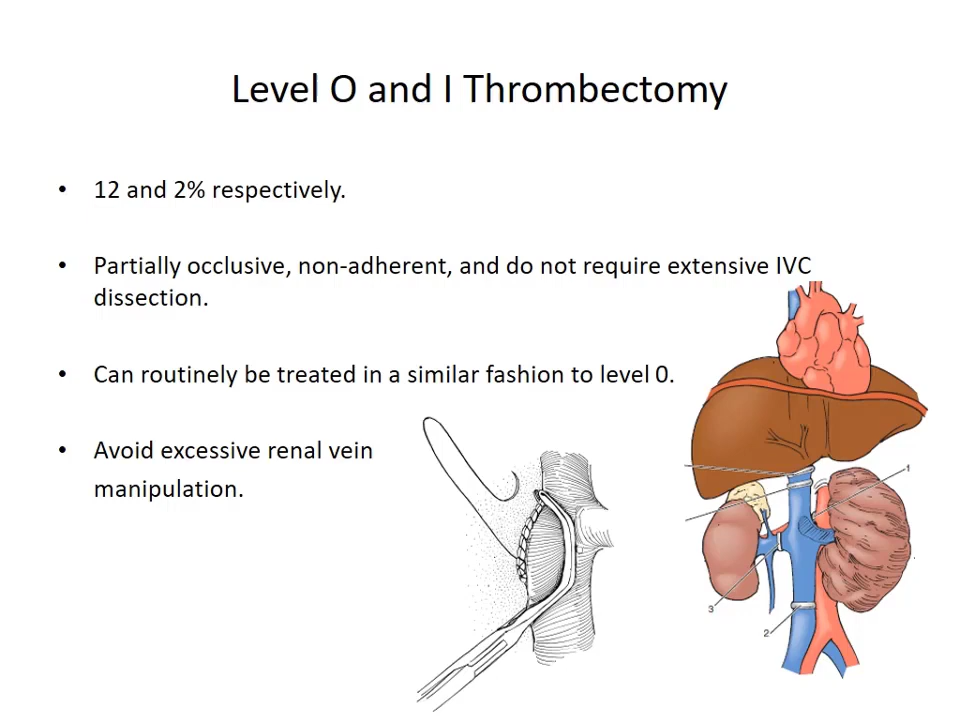 Level O and I Thrombectomy
• 12 and 2% respectively.
• Partially occlusive, non-adherent, and do not require extensive IVC
dissection.
• Can routinely be treated in a similar fashion to level 0.
• Avoid excessive renal vein
manipulation.
1
3
2